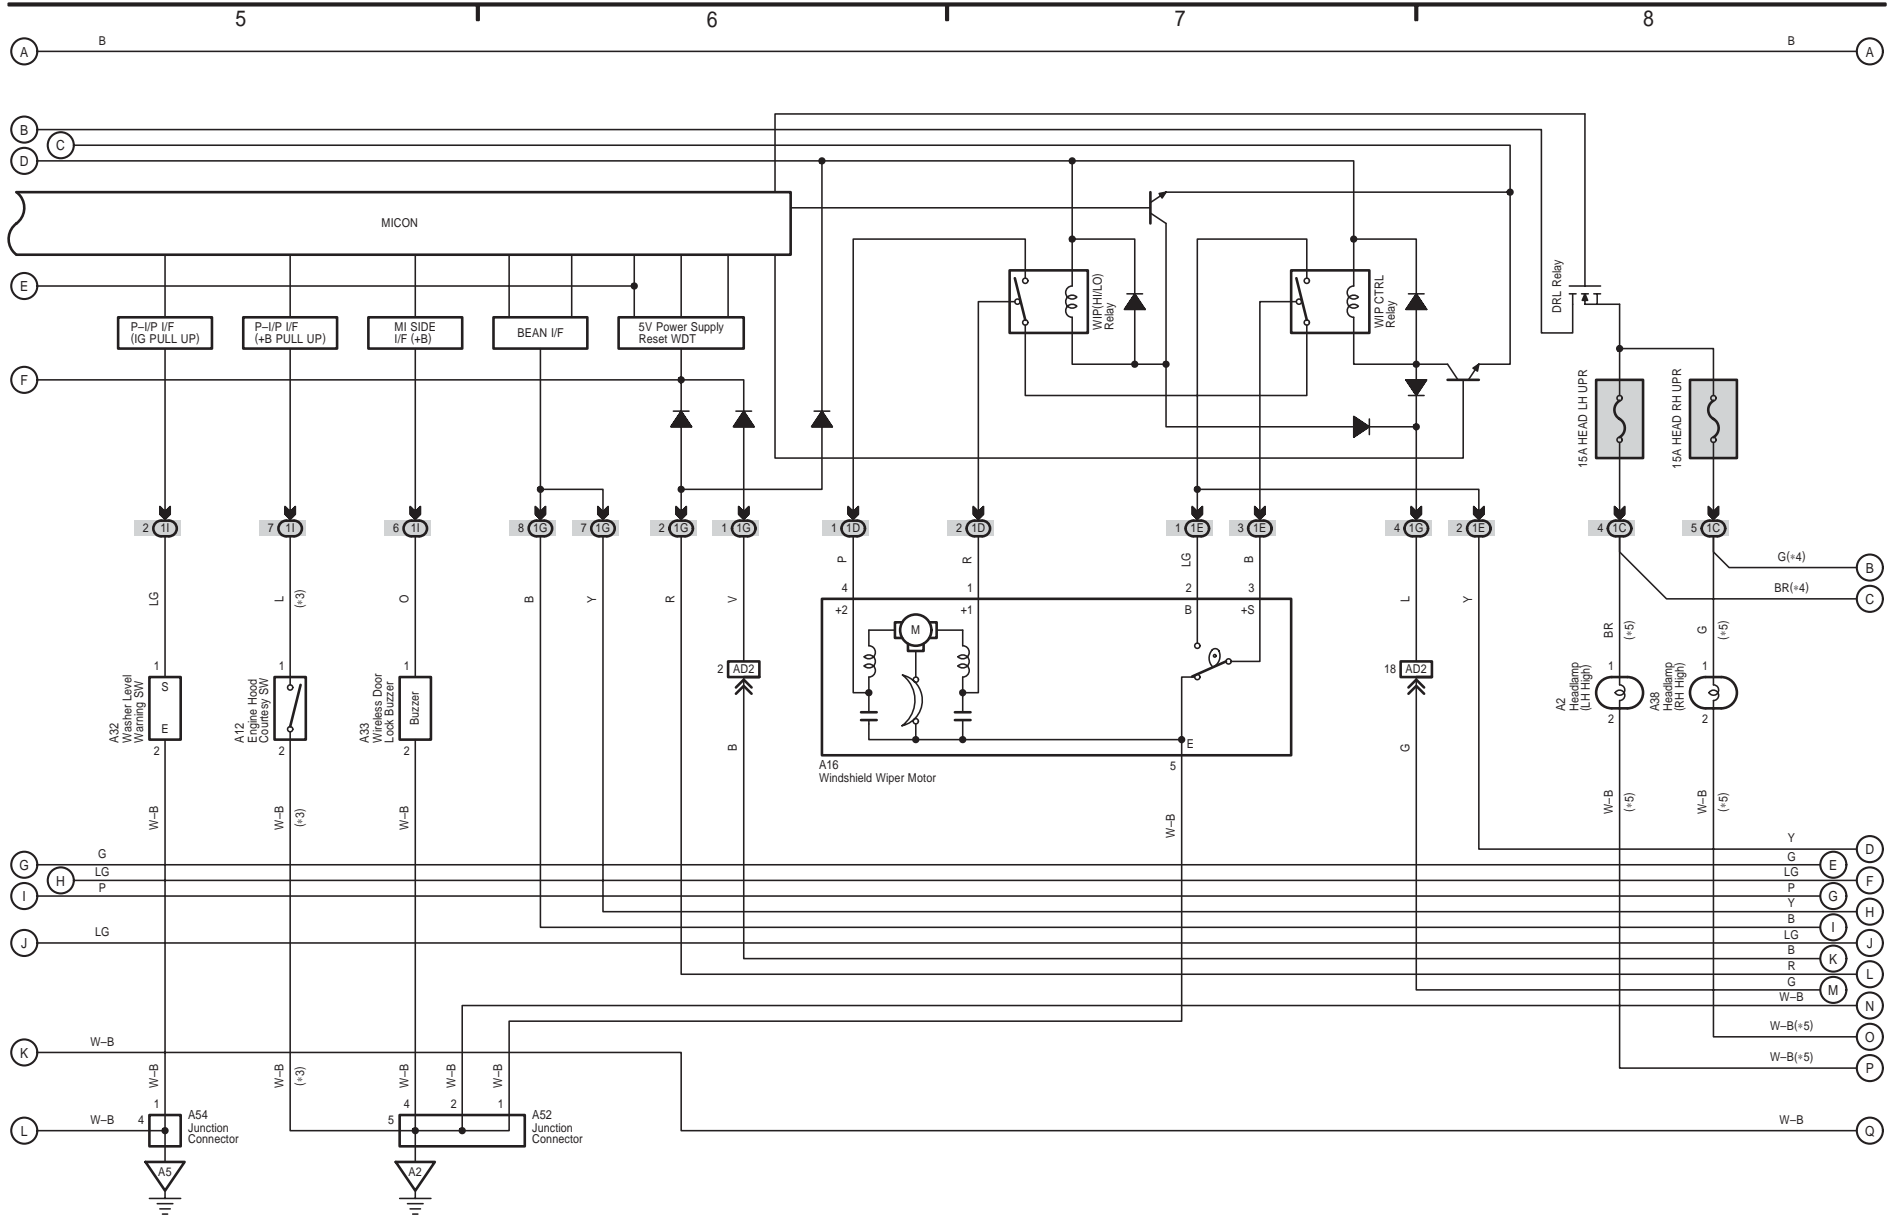 5 6 7 8
A B B A
B
C
D
MICON
E
P–I/P I/F
(IG PULL UP)
P–I/P I/F
(+B PULL UP)
MI SIDE
I/F (+B)
BEAN I/F
5V Power Supply
Reset WDT
WIP(HI/LO)
Relay
WIP CTRL
Relay
DRL Relay
F
15A HEAD LH UPR
15A HEAD RH UPR
2 1I
7 1I
6 1I
8 1G
7 1G
2 1G
1 1G
1 1D
2 1D
1 1E
3 1E
4 1G
2 1E
4 1C
5 1C
G(*4) B
BR(*4) C
LG
L (*3)
O
B
Y
R
V
P
R
LG
B
L
Y
BR (*5)
G (*5)
4 1 2 3
+2 +1 B +S
M
E
5
A16
Windshield Wiper Motor
1
S
E
2
A32
Washer Level
Warning SW
1
2
A12
Engine Hood
Courtesy SW
1
Buzzer
2
A33
Wireless Door
Lock Buzzer
2 AD2
B
18 AD2
G
1
2
A2
Headlamp
(LH High)
1
2
A38
Headlamp
(RH High)
W–B
W–B (*3)
W–B
W–B
W–B (*5)
W–B (*5)
Y D
G G G E
H LG LG F
I P P G
Y H
B I
J LG LG J
B K
R L
G M
W–B N
W–B(*5) O
K W–B
W–B(*5) P
W–B
W–B (*3)
W–B
W–B
W–B
L W–B 4 1
A54
Junction
Connector
5 4 2 1
A52
Junction
Connector
W–B Q
A5
A2